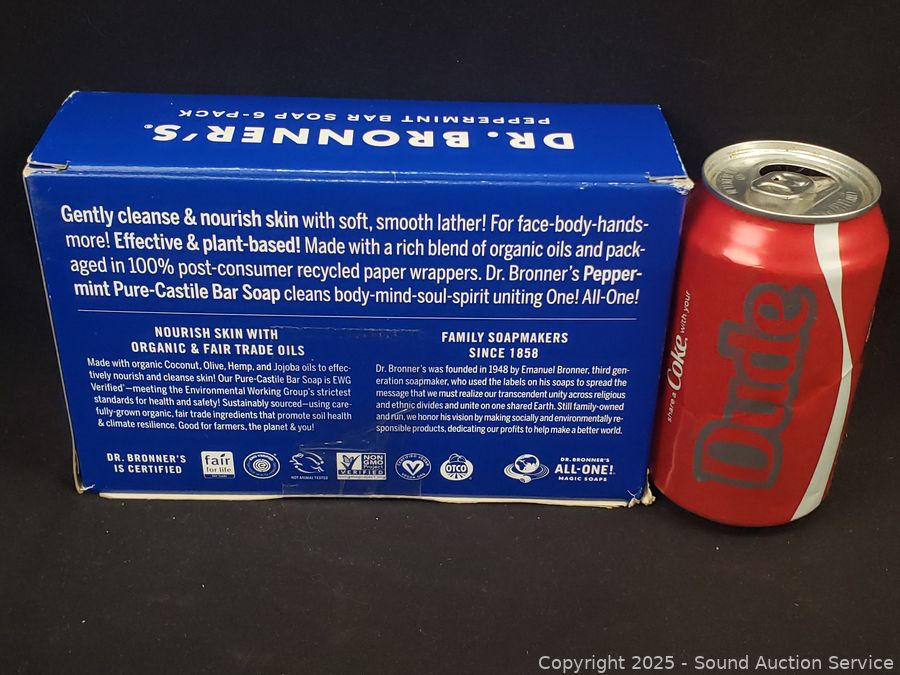 DR. BRONNER'S®
PEPPERMINT BAR SOAP 6-PACK
Gently cleanse & nourish skin with soft, smooth lather! For face-body-hands-
more! Effective & plant-based! Made with a rich blend of organic oils and pack-
aged in 100% post-consumer recycled paper wrappers. Dr. Bronner's Pepper-
mint Pure-Castile Bar Soap cleans body-mind-soul-spirit uniting One! All-One!
NOURISH SKIN WITH
ORGANIC & FAIR TRADE OILS
Made with organic Coconut, Olive, Hemp, and Jojoba oils to effec-
tively nourish and cleanse skin! Our Pure-Castile Bar Soap is EWG
Verified™—meeting the Environmental Working Group's strictest
standards for health and safety! Sustainably sourced—using care-
fully-grown organic, fair trade ingredients that promote soil health
& climate resilience. Good for farmers, the planet & you!
FAMILY SOAPMAKERS
SINCE 1858
Dr. Bronner's was founded in 1948 by Emanuel Bronner, third gen-
eration soapmaker, who used the labels on his soaps to spread the
message that we must realize our transcendent unity across religious
and ethnic divides and unite on one shared Earth. Still family-owned
and run, we honor his vision by making socially and environmentally re-
sponsible products, dedicating our profits to help make a better world.
DR. BRONNER'S
IS CERTIFIED
fair
for life
NOT ANIMAL TESTED
NON
GMO
Project
VERIFIED
OTCO
DR. BRONNER'S
ALL-ONE!
MAGIC SOAPS
share a Coke with your
Dude
Copyright 2025 - Sound Auction Service